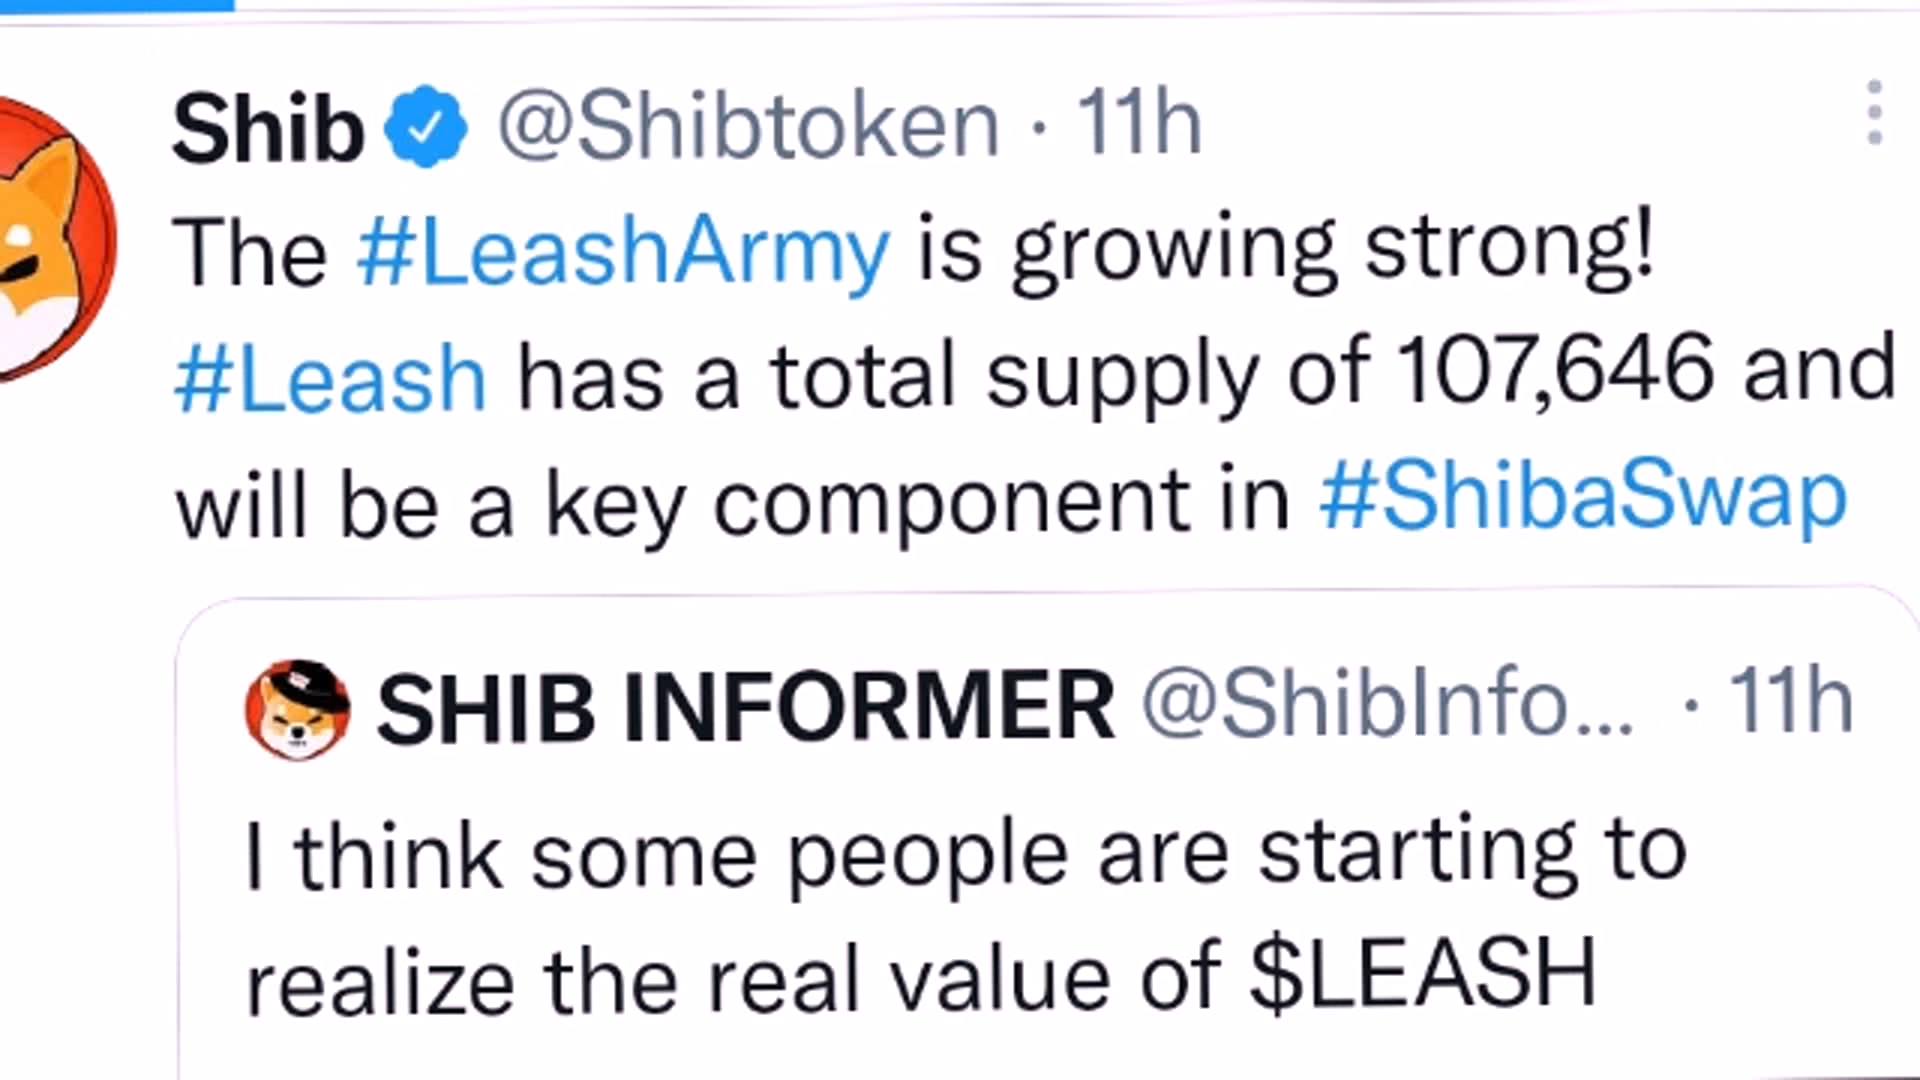 Shib @Shibtoken · 11h
The #LeashArmy is growing strong!
#Leash has a total supply of 107,646 and
will be a key component in #ShibaSwap
SHIB INFORMER @ShibInfo... · 11h
I think some people are starting to
realize the real value of $LEASH